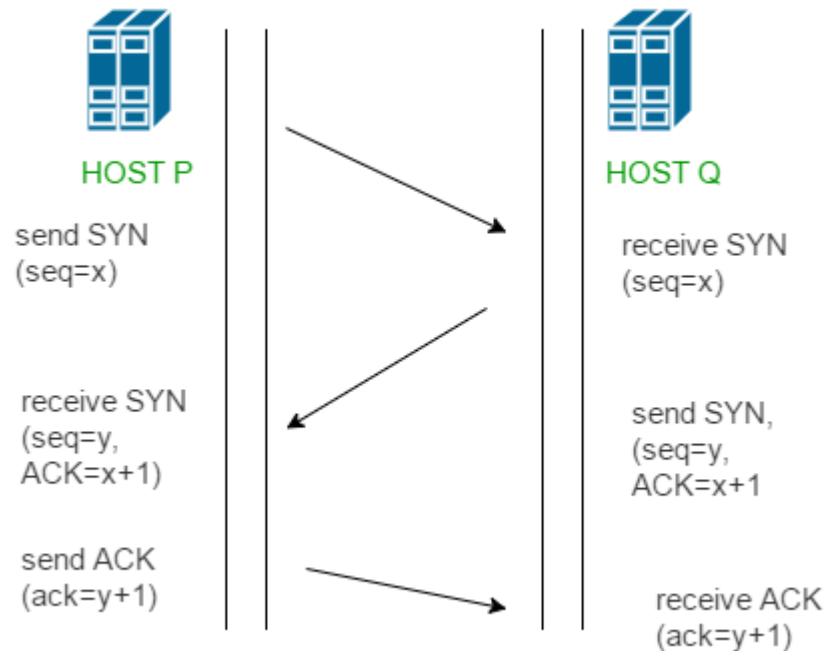 HOST P
HOST Q
send SYN
(seq=x)
receive SYN
(seq=x)
receive SYN
(seq=y,
ACK=x+1)
send SYN,
(seq=y,
ACK=x+1
send ACK
(ack=y+1)
receive ACK
(ack=y+1)